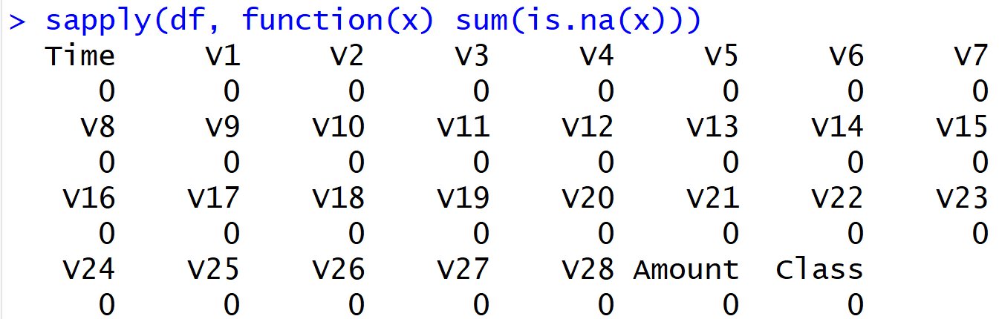 > sapply(df, function(x) sum(is.na(x)))
Time V1 V2 V3 V4 V5 V6 V7
0 0 0 0 0 0 0 0
V8 V9 V10 V11 V12 V13 V14 V15
0 0 0 0 0 0 0 0
V16 V17 V18 V19 V20 V21 V22 V23
0 0 0 0 0 0 0 0
V24 V25 V26 V27 V28 Amount Class
0 0 0 0 0 0 0